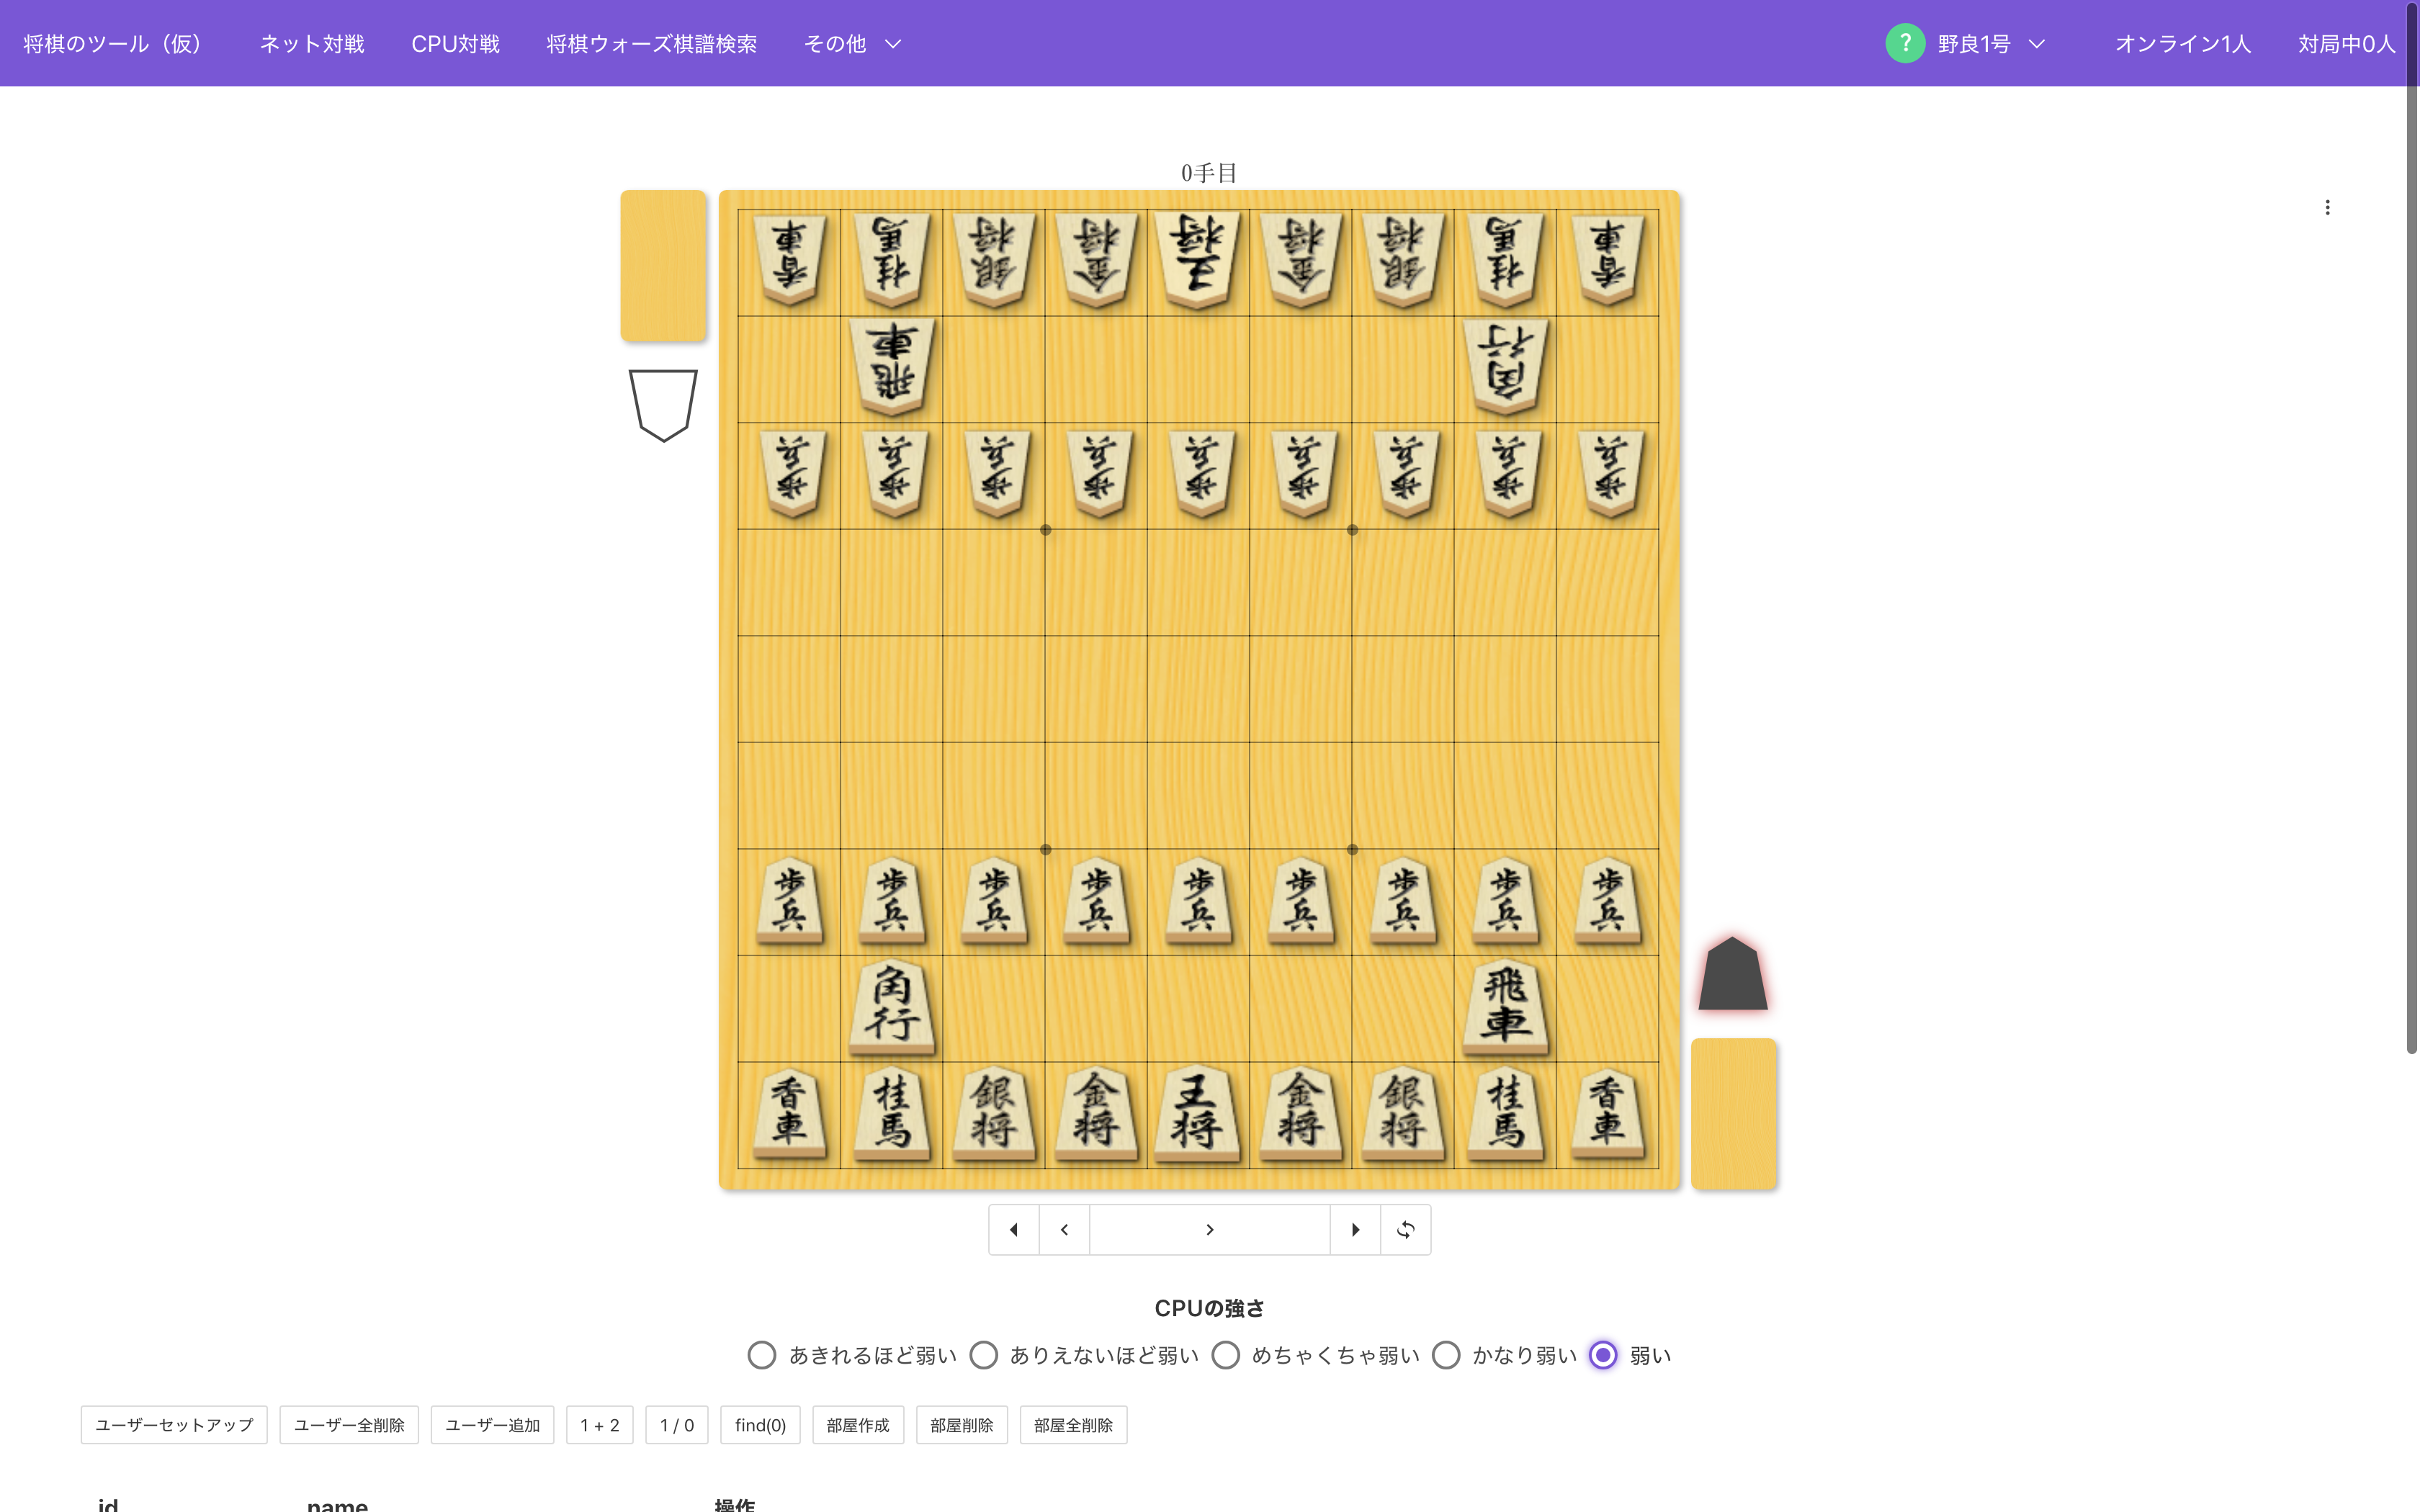 将棋のツール（仮） ネット対戦 CPU対戦 将棋ウォーズ棋譜検索 その他 ? 野良1号 オンライン1人 対局中0人
0手目
香車 桂馬 銀将 金将 王将 金将 銀将 桂馬 香車
飛車 角行
歩兵 歩兵 歩兵 歩兵 歩兵 歩兵 歩兵 歩兵 歩兵
歩兵 歩兵 歩兵 歩兵 歩兵 歩兵 歩兵 歩兵 歩兵
角行 飛車
香車 桂馬 銀将 金将 王将 金将 銀将 桂馬 香車
CPUの強さ
あきれるほど弱い ありえないほど弱い めちゃくちゃ弱い かなり弱い 弱い
ユーザーセットアップ ユーザー全削除 ユーザー追加 1 + 2 1 / 0 find(0) 部屋作成 部屋削除 部屋全削除
id name 操作